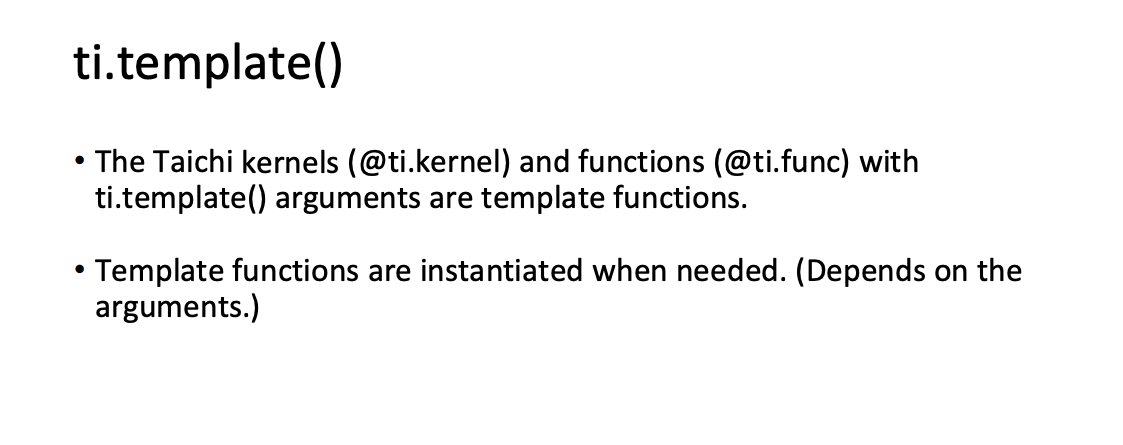 ti.template()
• The Taichi kernels (@ti.kernel) and functions (@ti.func) with
ti.template() arguments are template functions.
• Template functions are instantiated when needed. (Depends on the
arguments.)